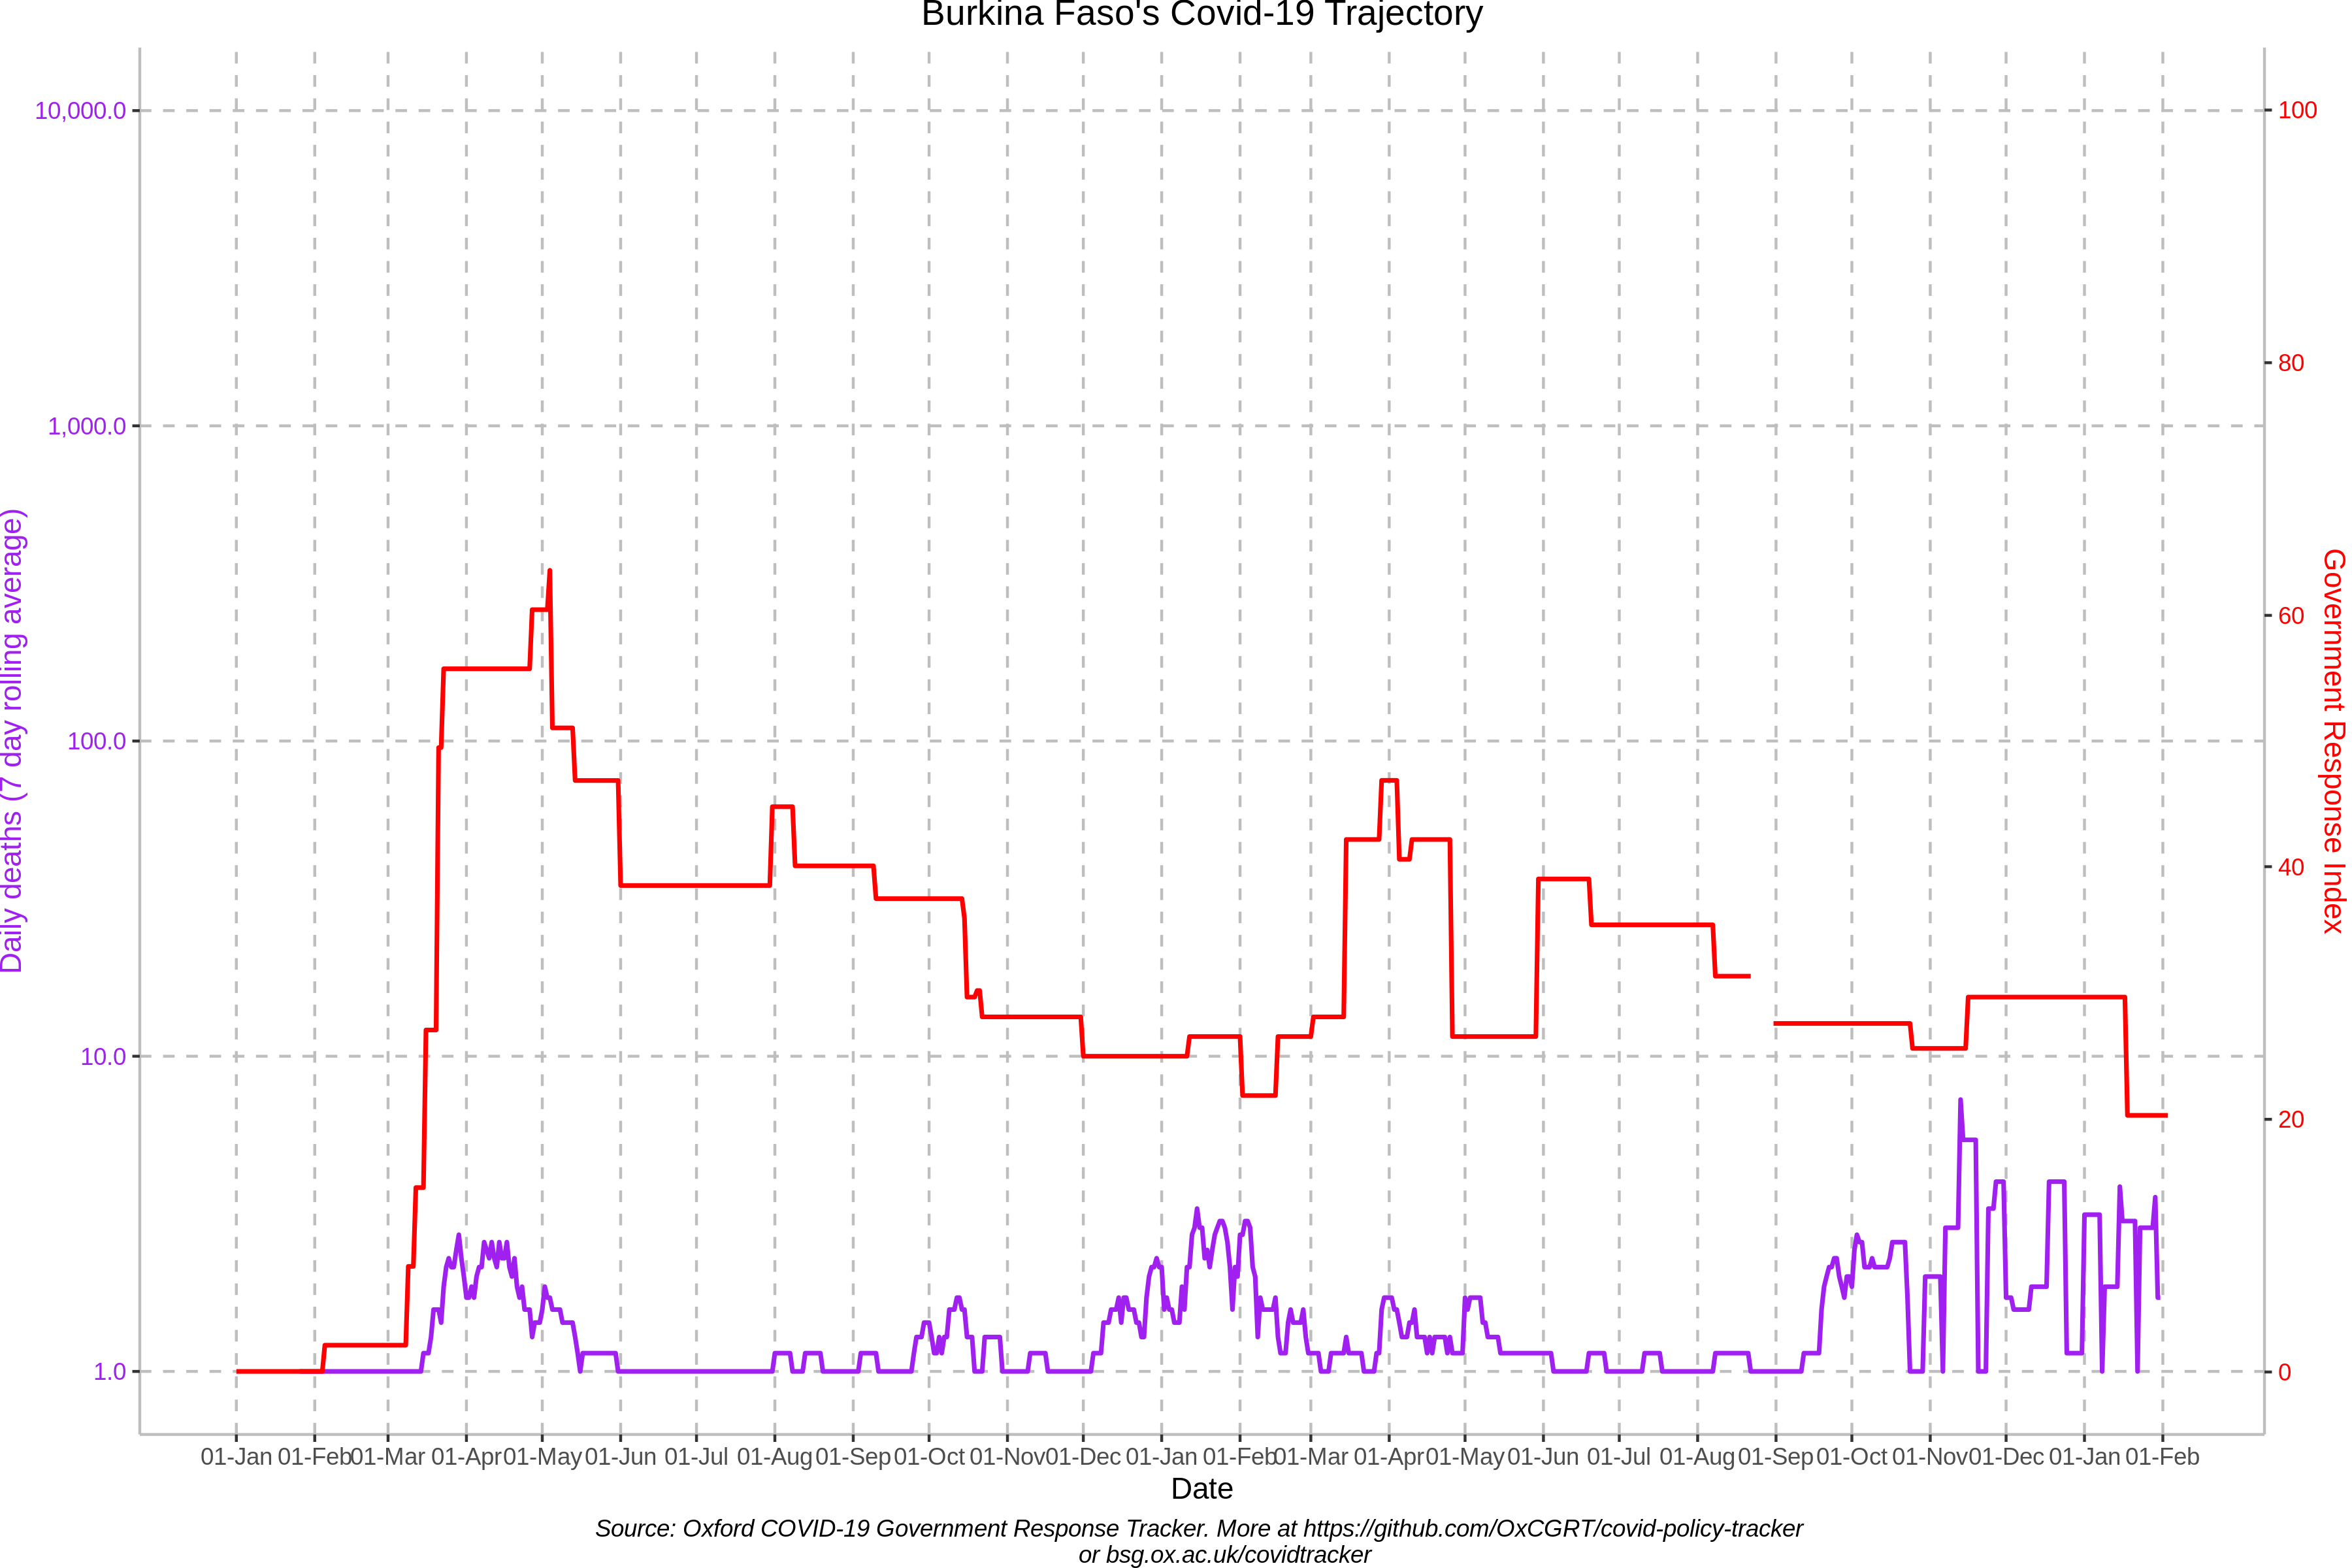 Burkina Faso's Covid-19 Trajectory
Daily deaths (7 day rolling average)
10,000.0
1,000.0
100.0
10.0
1.0
100
80
60
40
20
0
Government Response Index
01-Jan 01-Feb 01-Mar 01-Apr 01-May 01-Jun 01-Jul 01-Aug 01-Sep 01-Oct 01-Nov 01-Dec 01-Jan 01-Feb 01-Mar 01-Apr 01-May 01-Jun 01-Jul 01-Aug 01-Sep 01-Oct 01-Nov 01-Dec 01-Jan 01-Feb
Date
Source: Oxford COVID-19 Government Response Tracker. More at https://github.com/OxCGRT/covid-policy-tracker
or bsg.ox.ac.uk/covidtracker